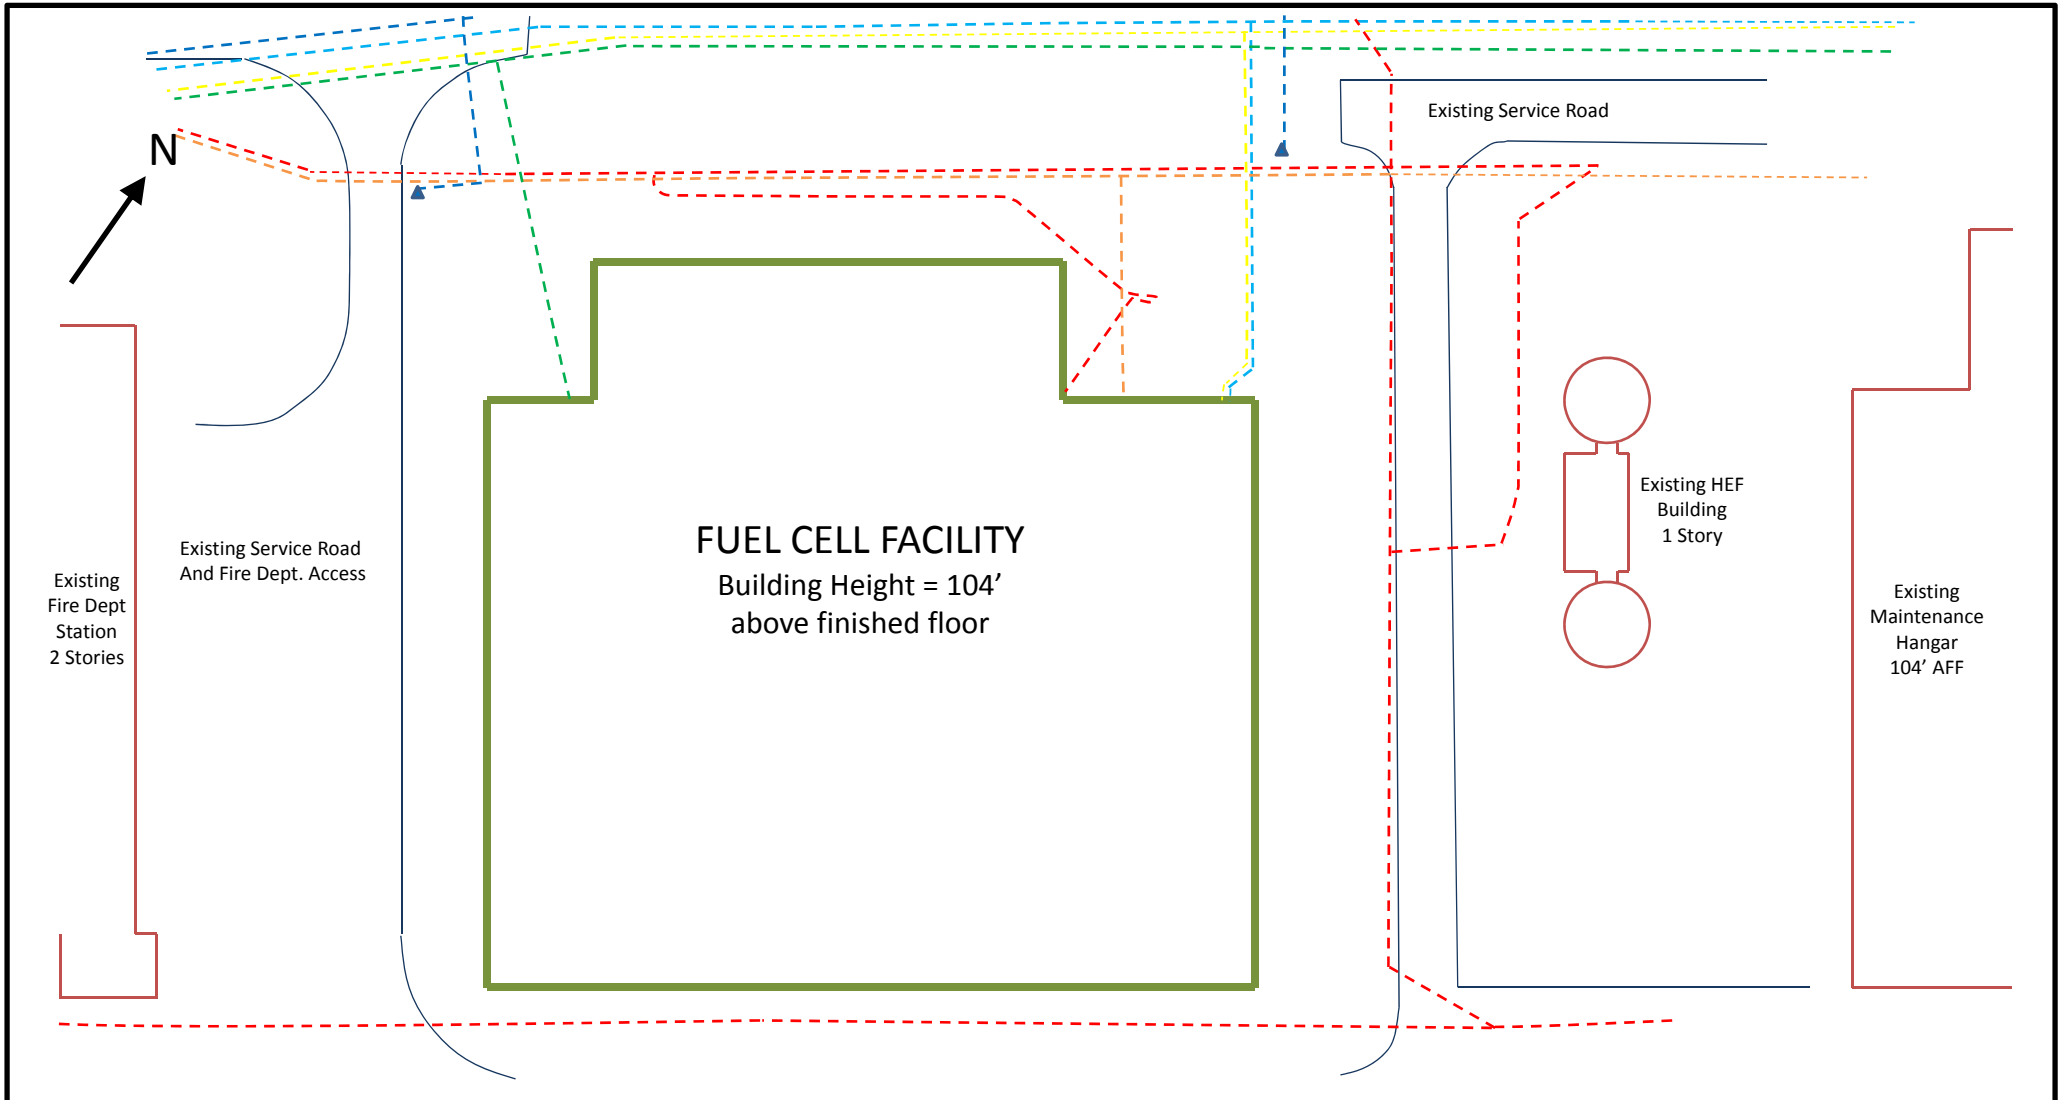 Existing Service Road
N
FUEL CELL FACILITY
Building Height = 104’
above finished floor
Existing Service Road
And Fire Dept. Access
Existing
Fire Dept
Station
2 Stories
Existing HEF
Building
1 Story
Existing
Maintenance
Hangar
104’ AFF